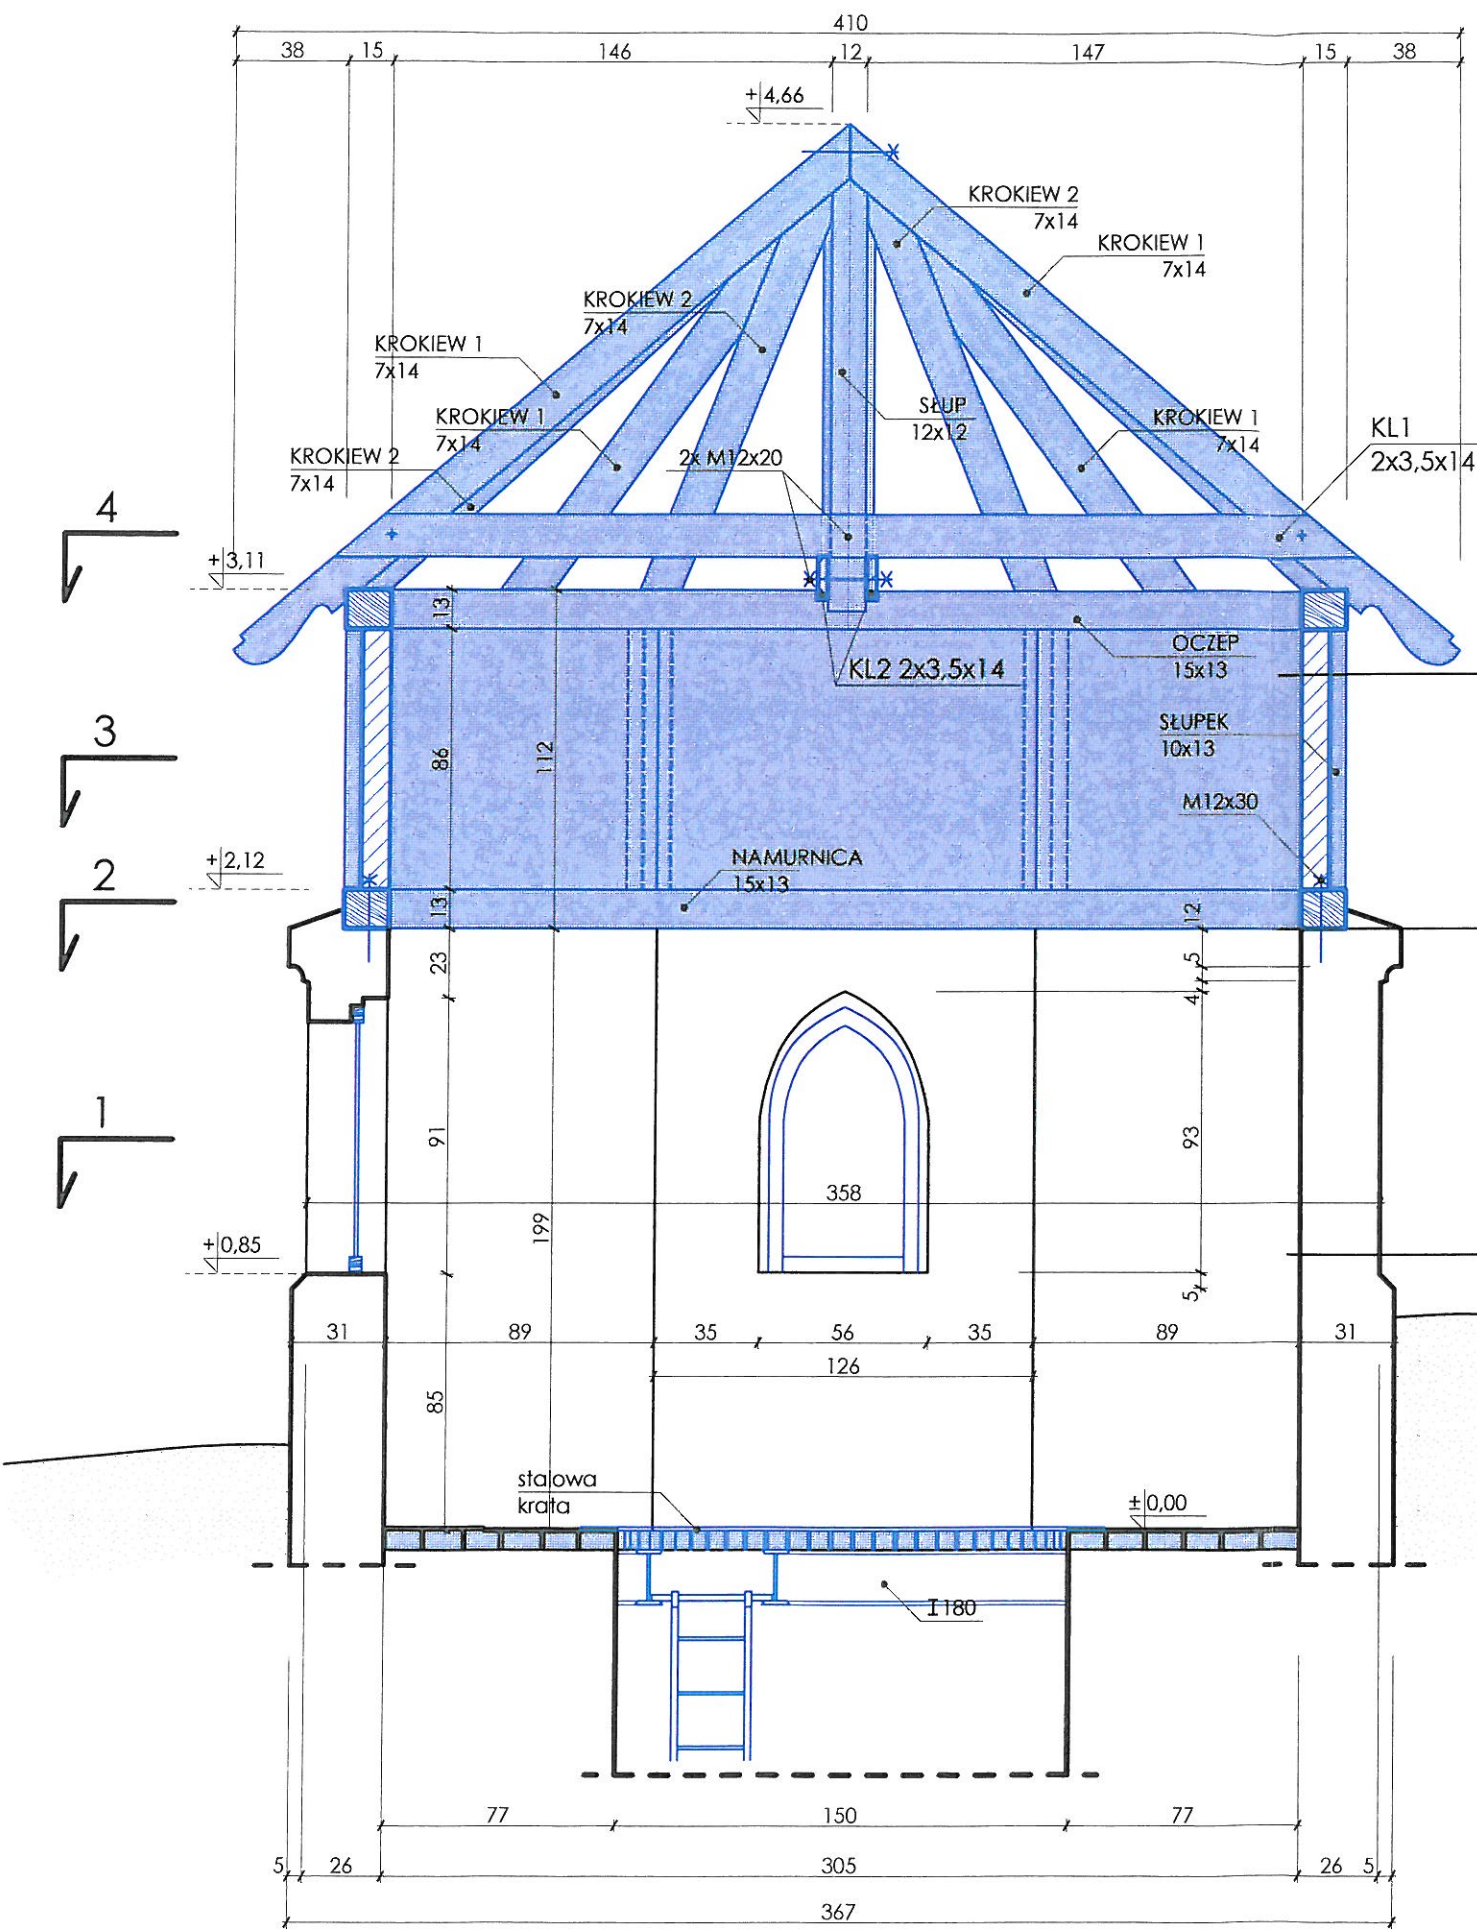 410
38 15 146 12 147 15 38
+4,66
KROKIEW 2
7x14
KROKIEW 1
7x14
KROKIEW 2
7x14
KROKIEW 1
7x14
KROKIEW 1
7x14
SŁUP
12x12
KROKIEW 1
7x14
KL1
2x3,5x14
KROKIEW 2
7x14
2x M12x20
4
+3,11
13
OCZEP
15x13
KL2 2x3,5x14
3
86
112
SŁUPEK
10x13
M12x30
2
+2,12
NAMURNICA
15x13
13
12
23
5
4
1
91
93
358
199
+0,85
5
31 89 35 56 35 89 31
126
85
stalowa
krata
±0,00
I180
77 150 77
5 26 305 26 5
367